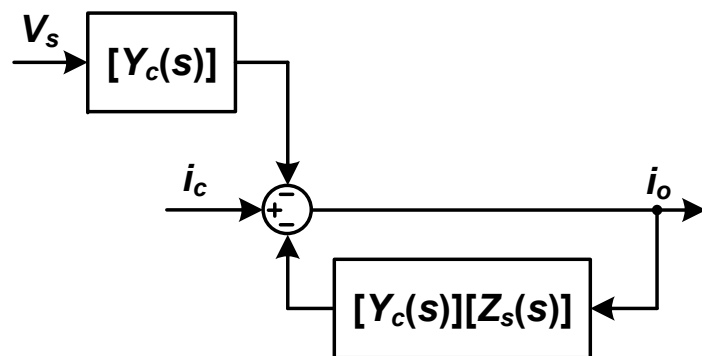 V_s
[Y_c(s)]
i_c
−
+
−
i_o
[Y_c(s)][Z_s(s)]